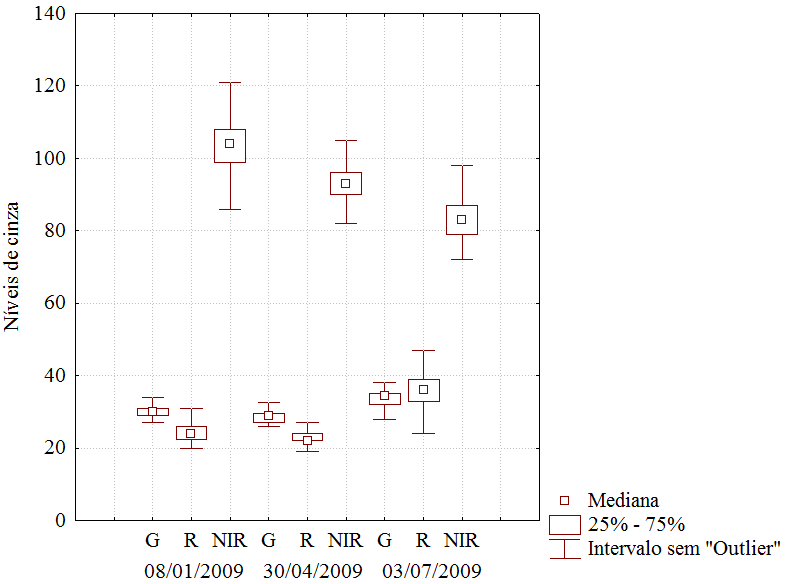 140
120
100
80
60
40
20
0
Níveis de cinza
G R NIR G R NIR G R NIR
08/01/2009 30/04/2009 03/07/2009
Mediana
25% - 75%
Intervalo sem "Outlier"